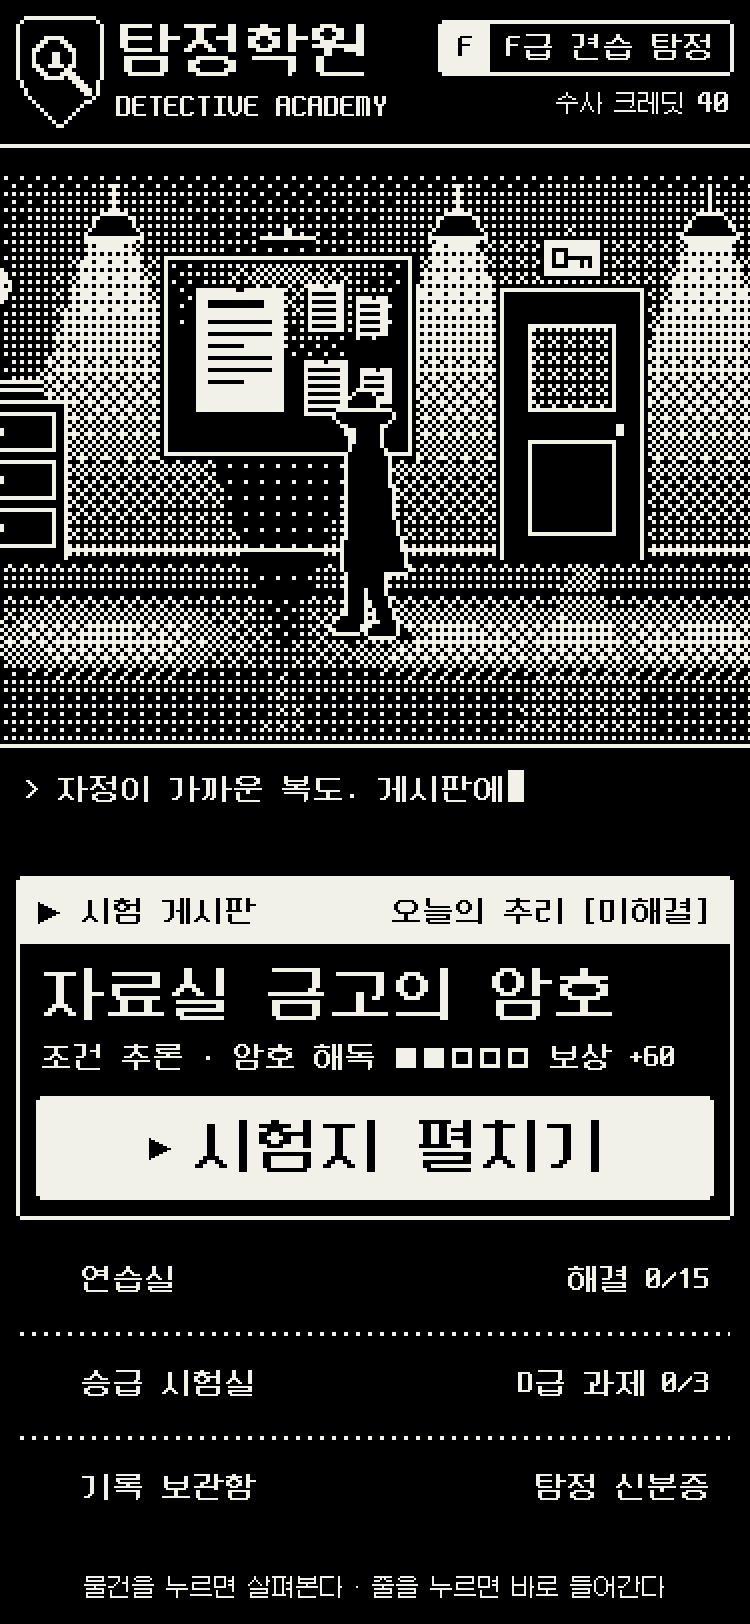 탐정학원
DETECTIVE ACADEMY
F F급 견습 탐정
수사 크레딧 40
> 자정이 가까운 복도. 게시판에
▶ 시험 게시판 오늘의 추리 [미해결]
자료실 금고의 암호
조건 추론 · 암호 해독 ■■□□□ 보상 +60
▶ 시험지 펼치기
연습실 해결 0/15
승급 시험실 D급 과제 0/3
기록 보관함 탐정 신분증
물건을 누르면 살펴본다 · 줄을 누르면 바로 들어간다